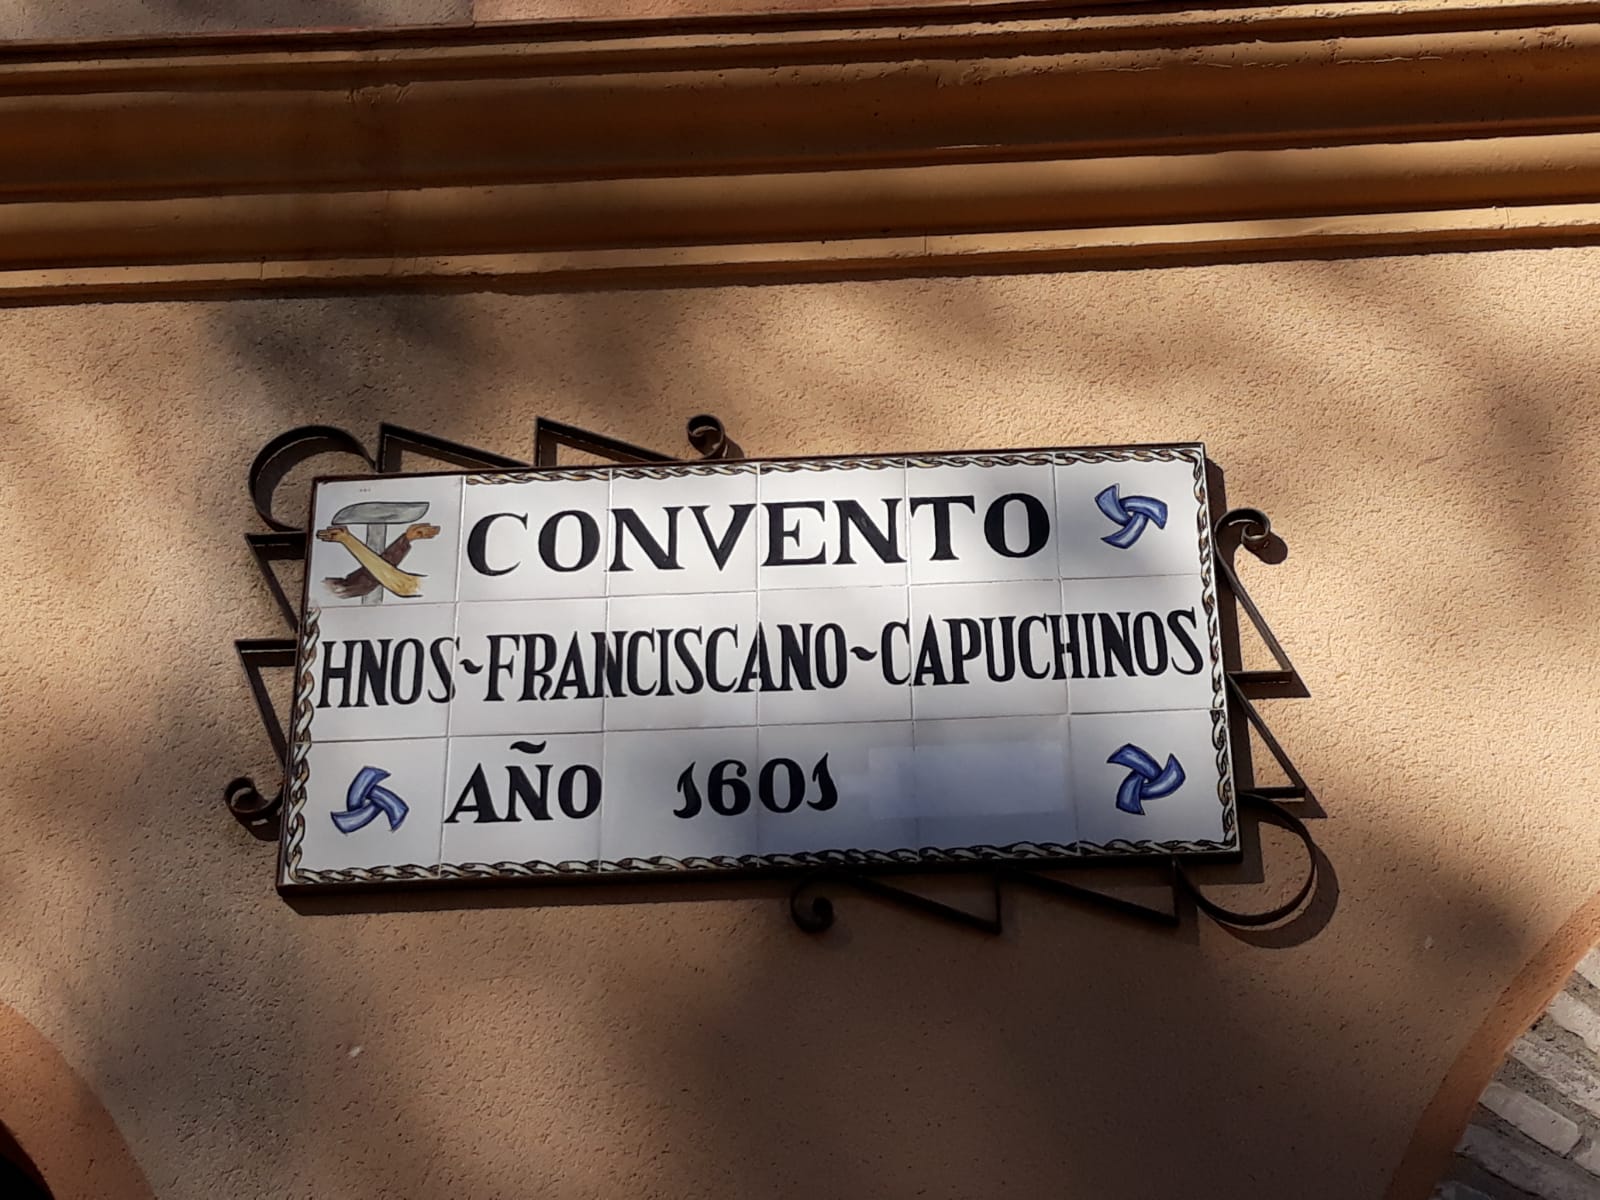 CONVENTO
HNOS~FRANCISCANO~CAPUCHINOS
AÑO 1601